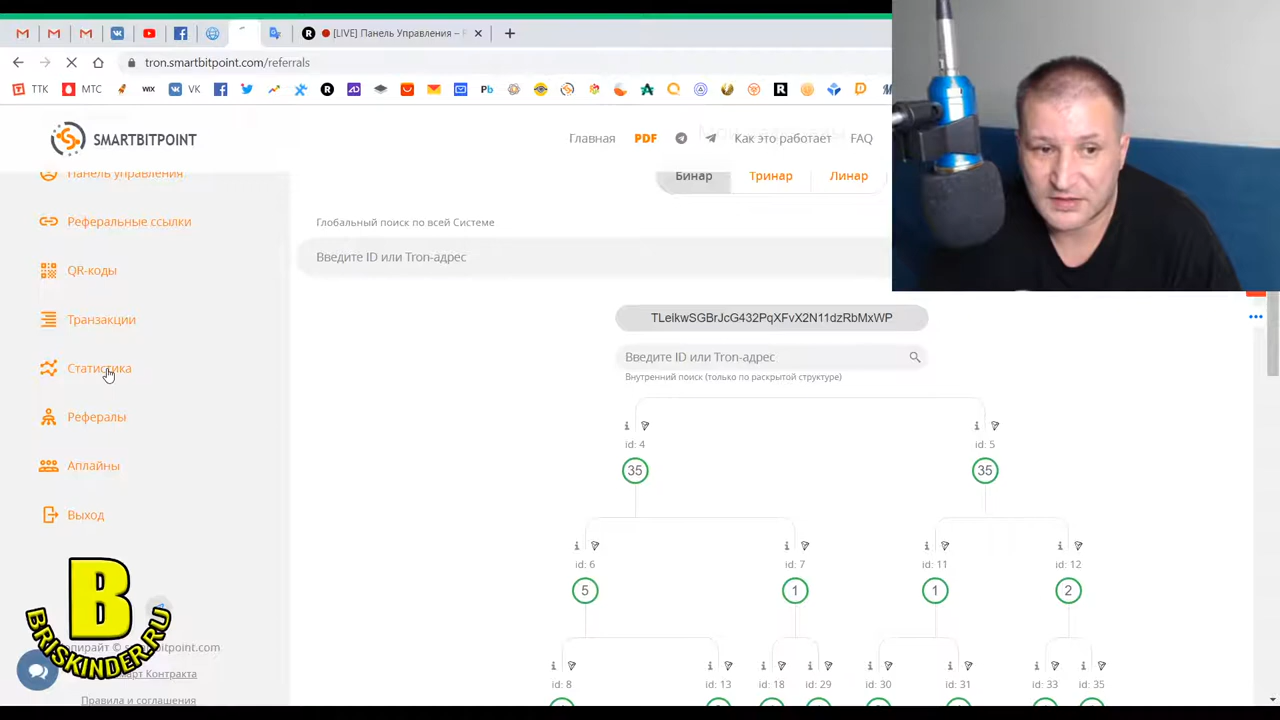 [LIVE] Панель Управления –
tron.smartbitpoint.com/referrals
ТТК
МТС
WIX
VK
Pb
SMARTBITPOINT
Главная
PDF
Как это работает
FAQ
Панель управления
Реферальные ссылки
QR-коды
Транзакции
Статистика
Рефералы
Аплайны
Выход
Бинар
Тринар
Линар
Глобальный поиск по всей Системе
Введите ID или Tron-адрес
TLeikwSGBrJcG432PqXFvX2N11dzRbMxWP
Введите ID или Tron-адрес
Внутренний поиск (только по раскрытой структуре)
id: 4
id: 5
35
35
id: 6
id: 7
id: 11
id: 12
5
1
1
2
id: 8
id: 13
id: 18
id: 29
id: 30
id: 31
id: 33
id: 35
B
BRISKINDER.RU
Правила и соглашения